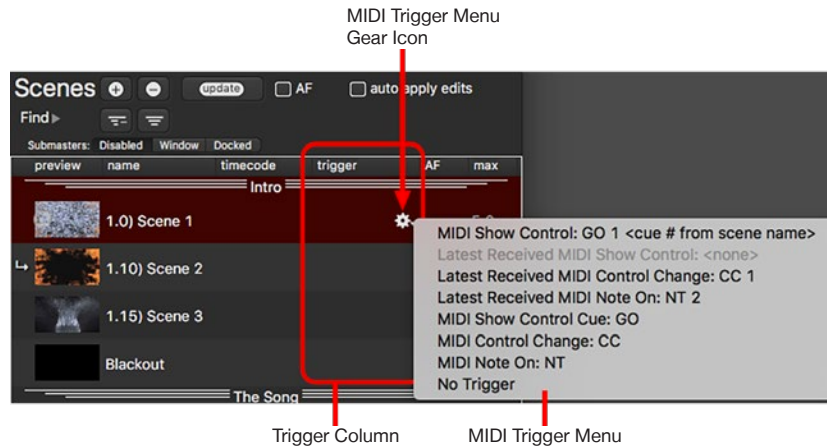 MIDI Trigger Menu
Gear Icon
Scenes update AF auto apply edits
Find
Submasters: Disabled Window Docked
preview name timecode trigger AF max
Intro
1.0) Scene 1
MIDI Show Control: GO 1 <cue # from scene name>
Latest Received MIDI Show Control: <none>
1.10) Scene 2
Latest Received MIDI Control Change: CC 1
Latest Received MIDI Note On: NT 2
1.15) Scene 3
MIDI Show Control Cue: GO
MIDI Control Change: CC
Blackout
MIDI Note On: NT
No Trigger
The Song
Trigger Column MIDI Trigger Menu